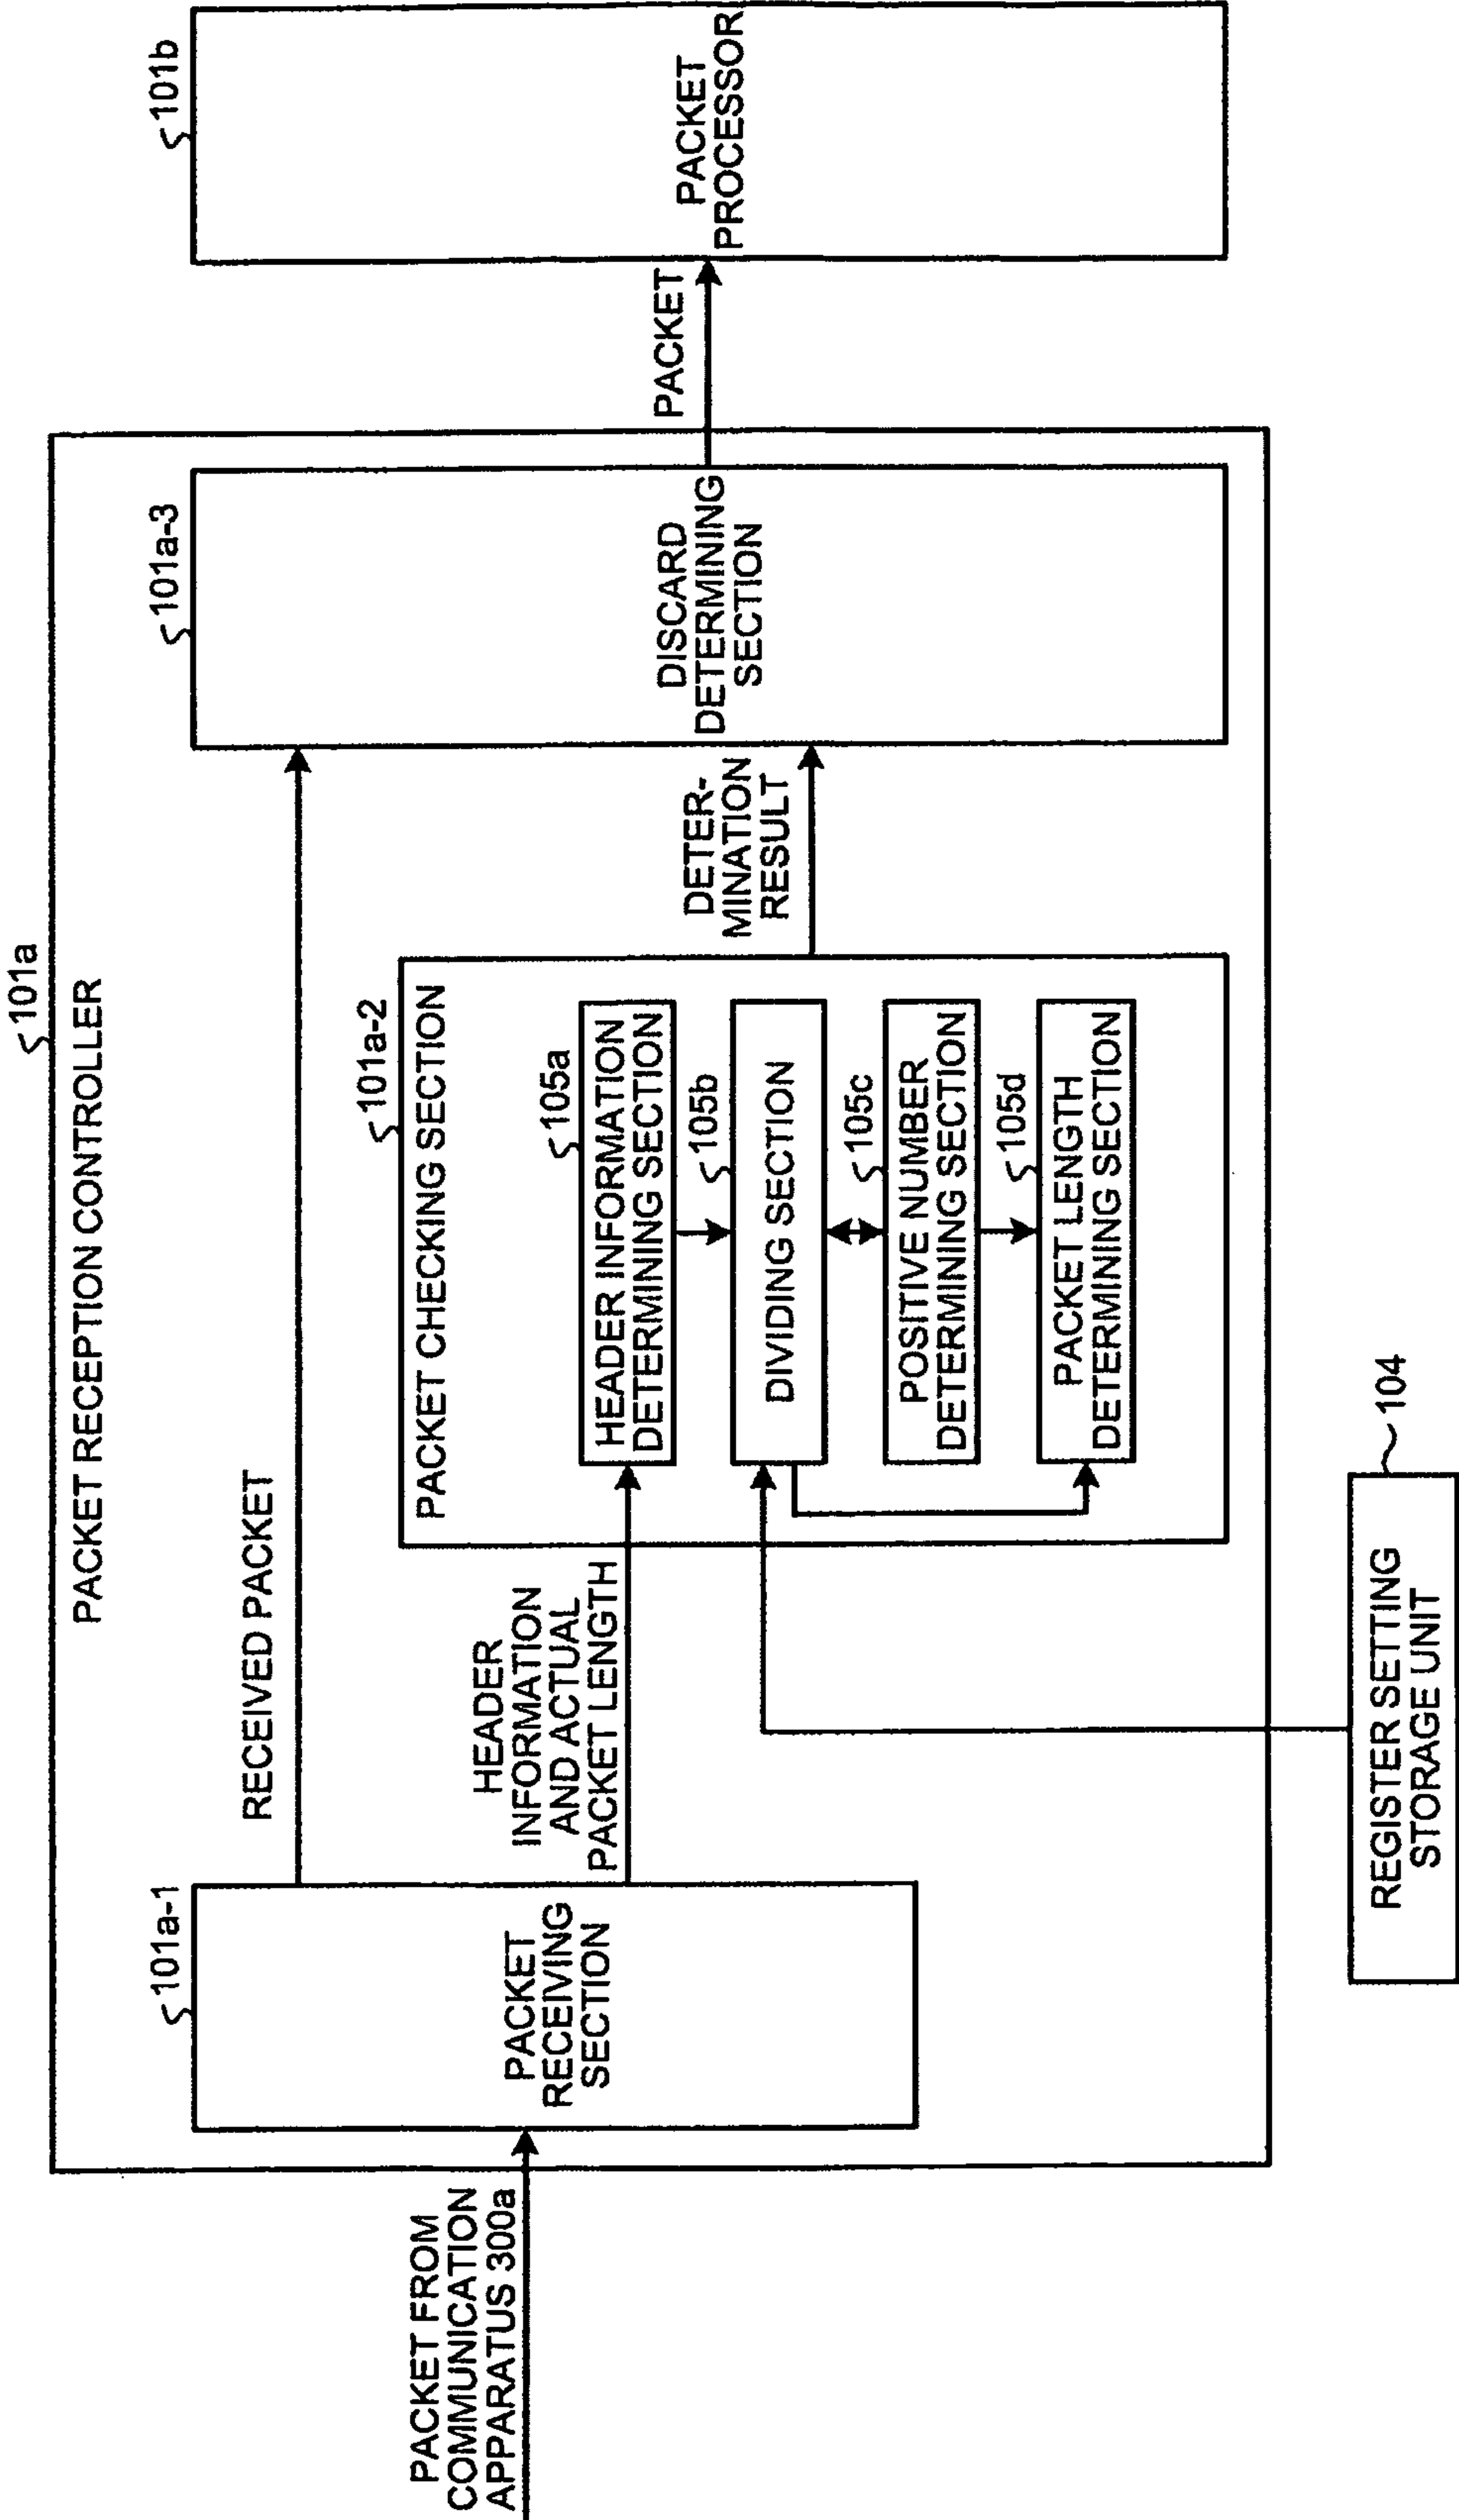 101a
PACKET RECEPTION CONTROLLER
PACKET FROM
COMMUNICATION
APPARATUS 300a
101a-1
PACKET
RECEIVING
SECTION
RECEIVED PACKET
HEADER
INFORMATION
AND ACTUAL
PACKET LENGTH
101a-2
PACKET CHECKING SECTION
105a
HEADER INFORMATION
DETERMINING SECTION
105b
DIVIDING SECTION
105c
POSITIVE NUMBER
DETERMINING SECTION
105d
PACKET LENGTH
DETERMINING SECTION
DETER-
MINATION
RESULT
101a-3
DISCARD
DETERMINING
SECTION
PACKET
101b
PACKET
PROCESSOR
104
REGISTER SETTING
STORAGE UNIT